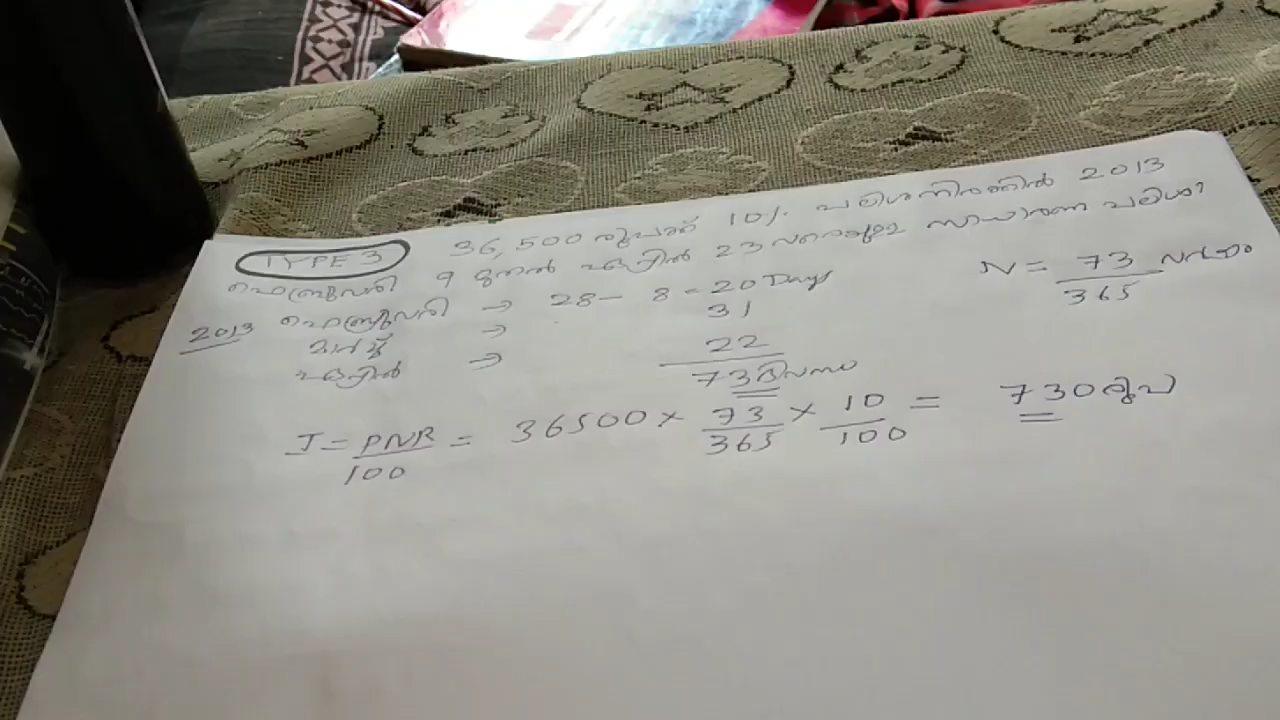 TYPE 3 36,500 രൂപക്ക് 10% പലിശനിരക്കിൽ 2013
ഫെബ്രുവരി 9 മുതൽ ഏപ്രിൽ 23 വരെയുള്ള സാധാരണ പലിശ?
2013 ഫെബ്രുവരി → 28 - 8 = 20 Days
മാർച്ച് → 31
ഏപ്രിൽ → 22
73 ദിവസം
N = 73/365 വർഷം
I = PNR/100 = 36500 × 73/365 × 10/100 = 730 രൂപ